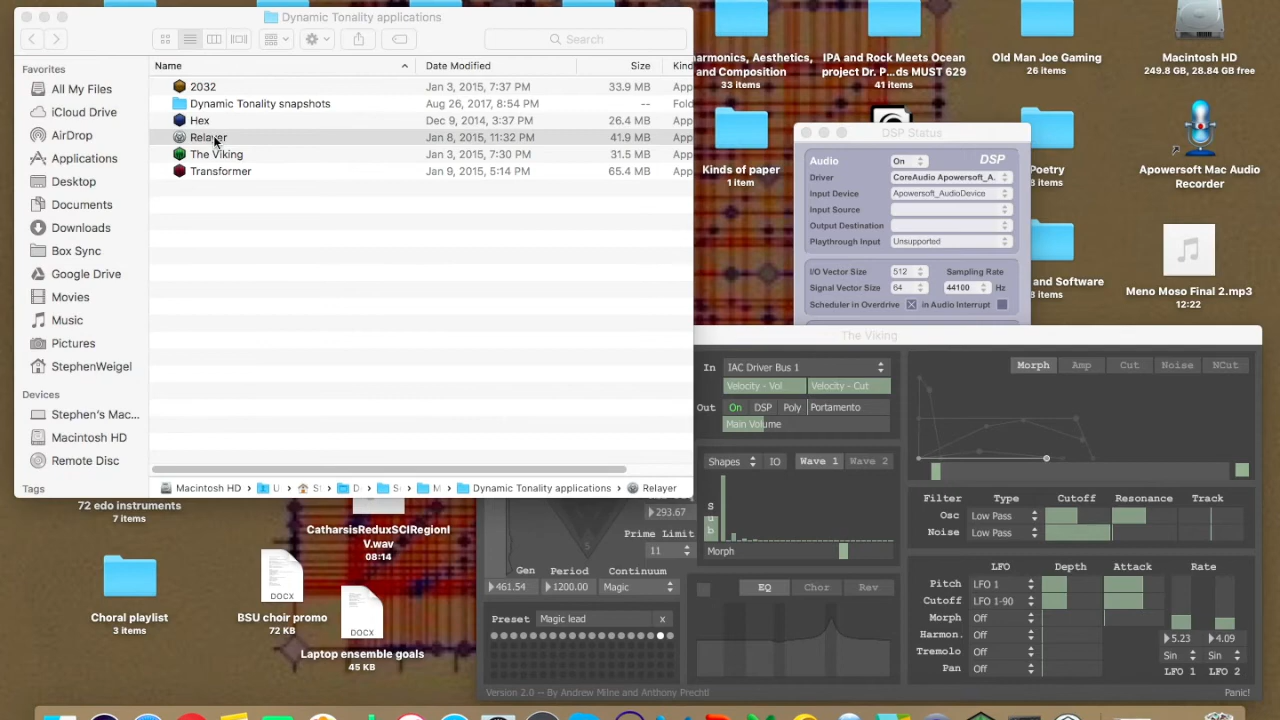 Dynamic Tonality applications
Search
Name
Date Modified
Size
Kind
Favorites
All My Files
iCloud Drive
AirDrop
Applications
Desktop
Documents
Downloads
Box Sync
Google Drive
Movies
Music
Pictures
StephenWeigel
Devices
Stephen's Mac...
Macintosh HD
Remote Disc
Tags
2032 Jan 3, 2015, 7:37 PM 33.9 MB App
Dynamic Tonality snapshots Aug 26, 2017, 8:54 PM -- Fold
Hex Dec 9, 2014, 3:37 PM 26.4 MB App
Relayer Jan 8, 2015, 11:32 PM 41.9 MB App
The Viking Jan 3, 2015, 7:30 PM 31.5 MB App
Transformer Jan 9, 2015, 5:14 PM 65.4 MB App
Macintosh HD
Dynamic Tonality applications
Relayer
armonics, Aesthetics,
and Composition
33 items
IPA and Rock Meets Ocean
project Dr. P...ds MUST 629
41 items
Old Man Joe Gaming
26 items
Macintosh HD
249.8 GB, 28.84 GB free
Kinds of paper
1 item
Poetry
8 items
Apowersoft Mac Audio
Recorder
and Software
8 items
Meno Moso Final 2.mp3
12:22
DSP Status
Audio On DSP
Driver CoreAudio Apowersoft_A.
Input Device Apowersoft_AudioDevice
Input Source
Output Destination
Playthrough Input Unsupported
I/O Vector Size 512 Sampling Rate
Signal Vector Size 64 44100 Hz
Scheduler in Overdrive in Audio Interrupt
The Viking
In IAC Driver Bus 1
Velocity - Vol Velocity - Cut
Out On DSP Poly Portamento
Main Volume
Morph Amp Cut Noise NCut
Shapes IO Wave 1 Wave 2
Sub
Morph
EQ Chor Rev
Filter Type Cutoff Resonance Track
Osc Low Pass
Noise Low Pass
LFO Depth Attack Rate
Pitch LFO 1
Cutoff LFO 1-90
Morph Off
Harmon. Off
Tremolo Off
Pan Off
5.23 4.09
Sin Sin
LFO 1 LFO 2
293.67
Prime Limit
11
5
Gen Period Continuum
461.54 1200.00 Magic
Preset Magic lead x
Version 2.0 -- By Andrew Milne and Anthony Prechtl
Panic!
72 edo instruments
7 items
CatharsisReduxSCIRegionI
V.wav
08:14
Choral playlist
3 items
DOCX
BSU choir promo
72 KB
DOCX
Laptop ensemble goals
45 KB